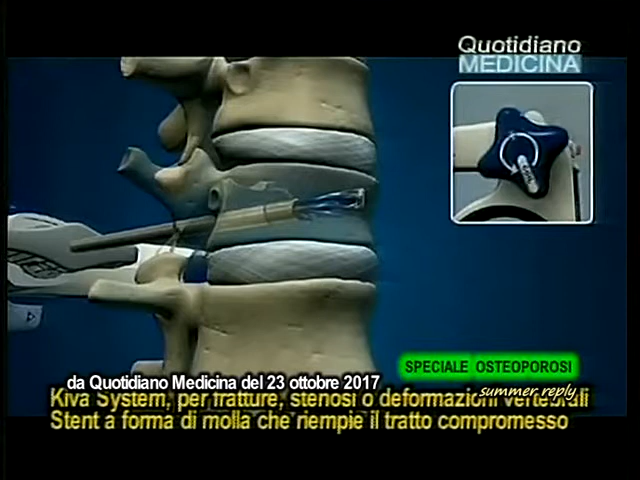 Quotidiano
MEDICINA
SPECIALE OSTEOPOROSI
da Quotidiano Medicina del 23 ottobre 2017
summer reply
Kiva System, per fratture, stenosi o deformazioni vertebrali
Stent a forma di molla che riempie il tratto compromesso